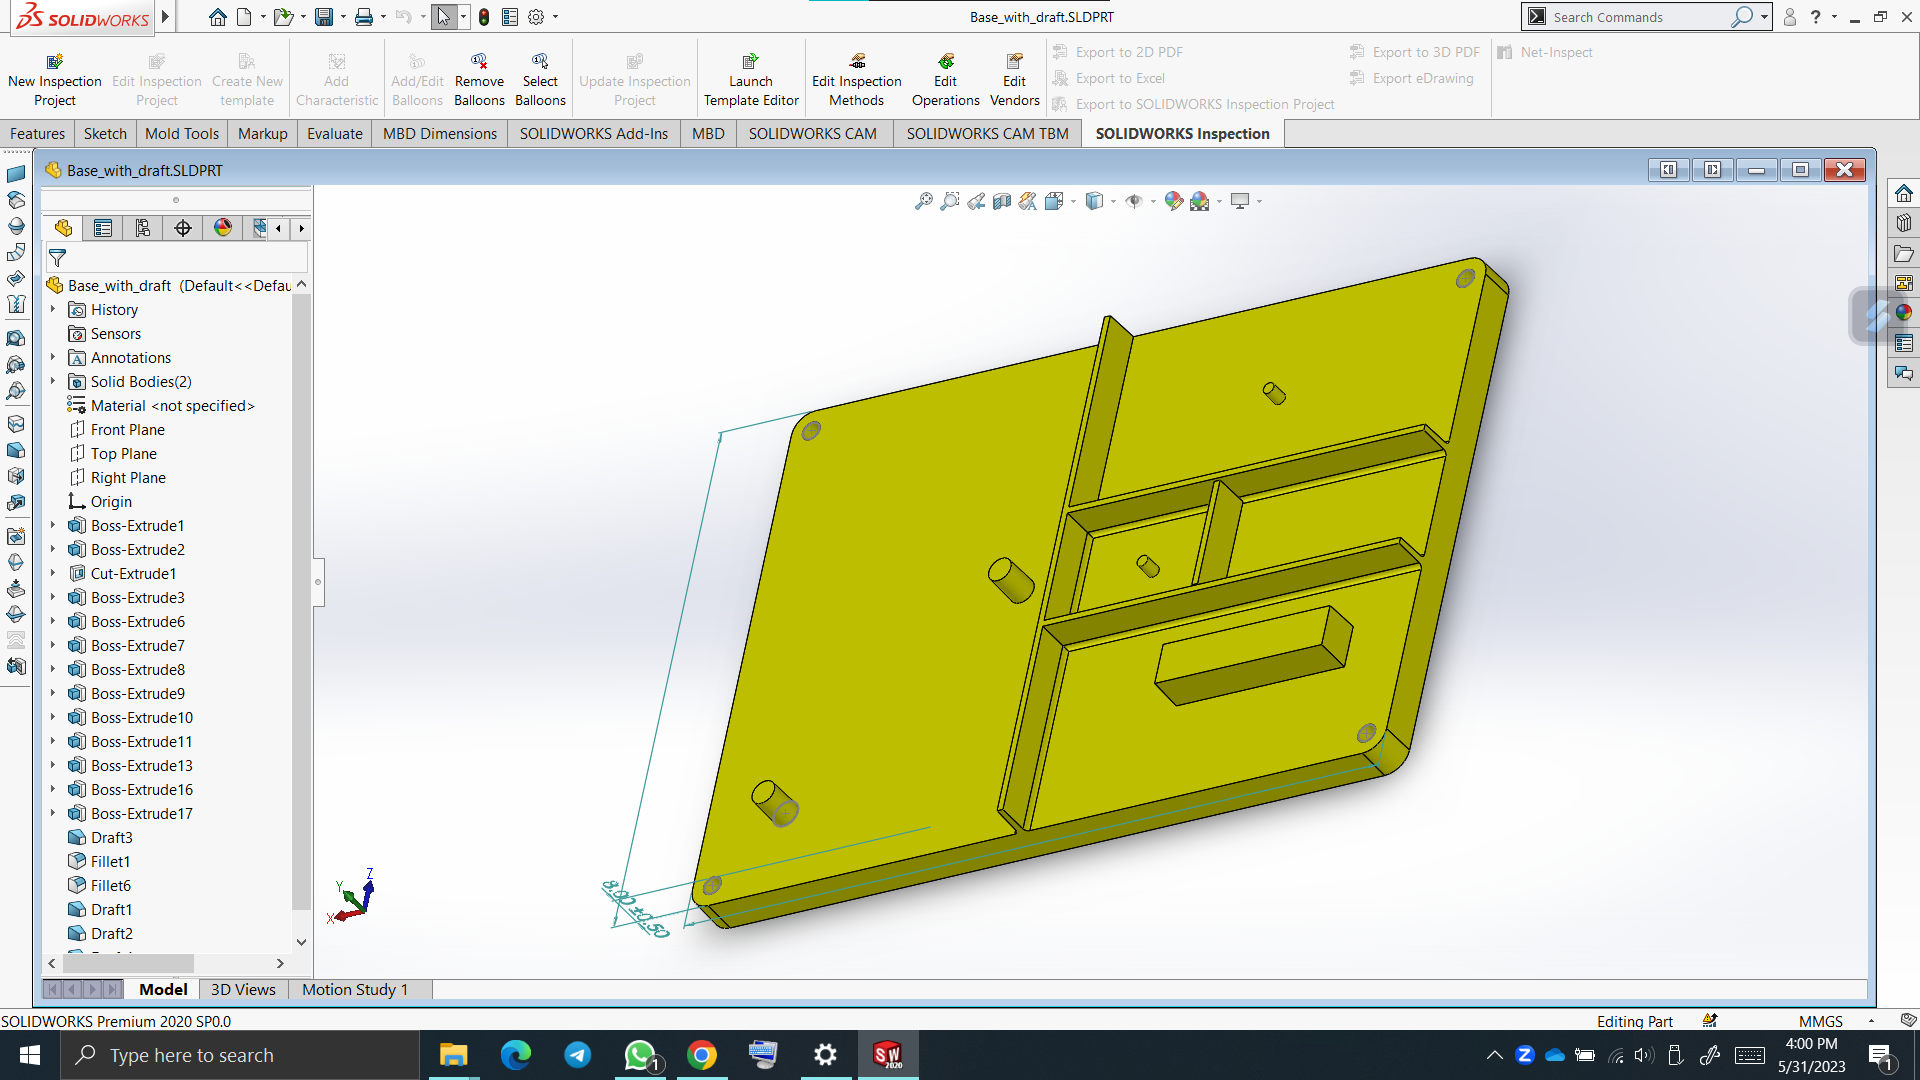 SOLIDWORKS
Base_with_draft.SLDPRT
Search Commands
?
New Inspection Project
Edit Inspection Project
Create New template
Add Characteristic
Add/Edit Balloons
Remove Balloons
Select Balloons
Update Inspection Project
Launch Template Editor
Edit Inspection Methods
Edit Operations
Edit Vendors
Export to 2D PDF
Export to Excel
Export to SOLIDWORKS Inspection Project
Export to 3D PDF
Export eDrawing
Net-Inspect
Features
Sketch
Mold Tools
Markup
Evaluate
MBD Dimensions
SOLIDWORKS Add-Ins
MBD
SOLIDWORKS CAM
SOLIDWORKS CAM TBM
SOLIDWORKS Inspection
Base_with_draft.SLDPRT
Base_with_draft (Default<<Defau
History
Sensors
Annotations
Solid Bodies(2)
Material <not specified>
Front Plane
Top Plane
Right Plane
Origin
Boss-Extrude1
Boss-Extrude2
Cut-Extrude1
Boss-Extrude3
Boss-Extrude6
Boss-Extrude7
Boss-Extrude8
Boss-Extrude9
Boss-Extrude10
Boss-Extrude11
Boss-Extrude13
Boss-Extrude16
Boss-Extrude17
Draft3
Fillet1
Fillet6
Draft1
Draft2
8.00 ±0.50
Z
Y
X
Model
3D Views
Motion Study 1
SOLIDWORKS Premium 2020 SP0.0
Editing Part
MMGS
Type here to search
1
SW
2020
4:00 PM
5/31/2023
1